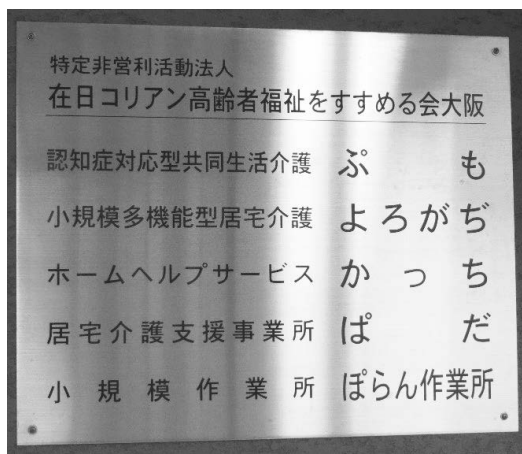 特定非営利活動法人
在日コリアン高齢者福祉をすすめる会大阪
認知症対応型共同生活介護 ぷも
小規模多機能型居宅介護 よろがぢ
ホームヘルプサービス かっち
居宅介護支援事業所 ぱだ
小規模作業所 ぽらん作業所